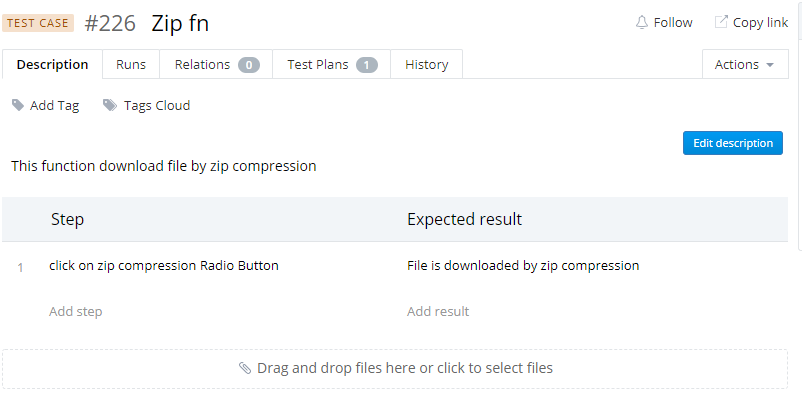 TEST CASE #226 Zip fn Follow Copy link
Description Runs Relations 0 Test Plans 1 History Actions
Add Tag Tags Cloud
Edit description
This function download file by zip compression
Step Expected result
1 click on zip compression Radio Button File is downloaded by zip compression
Add step Add result
Drag and drop files here or click to select files